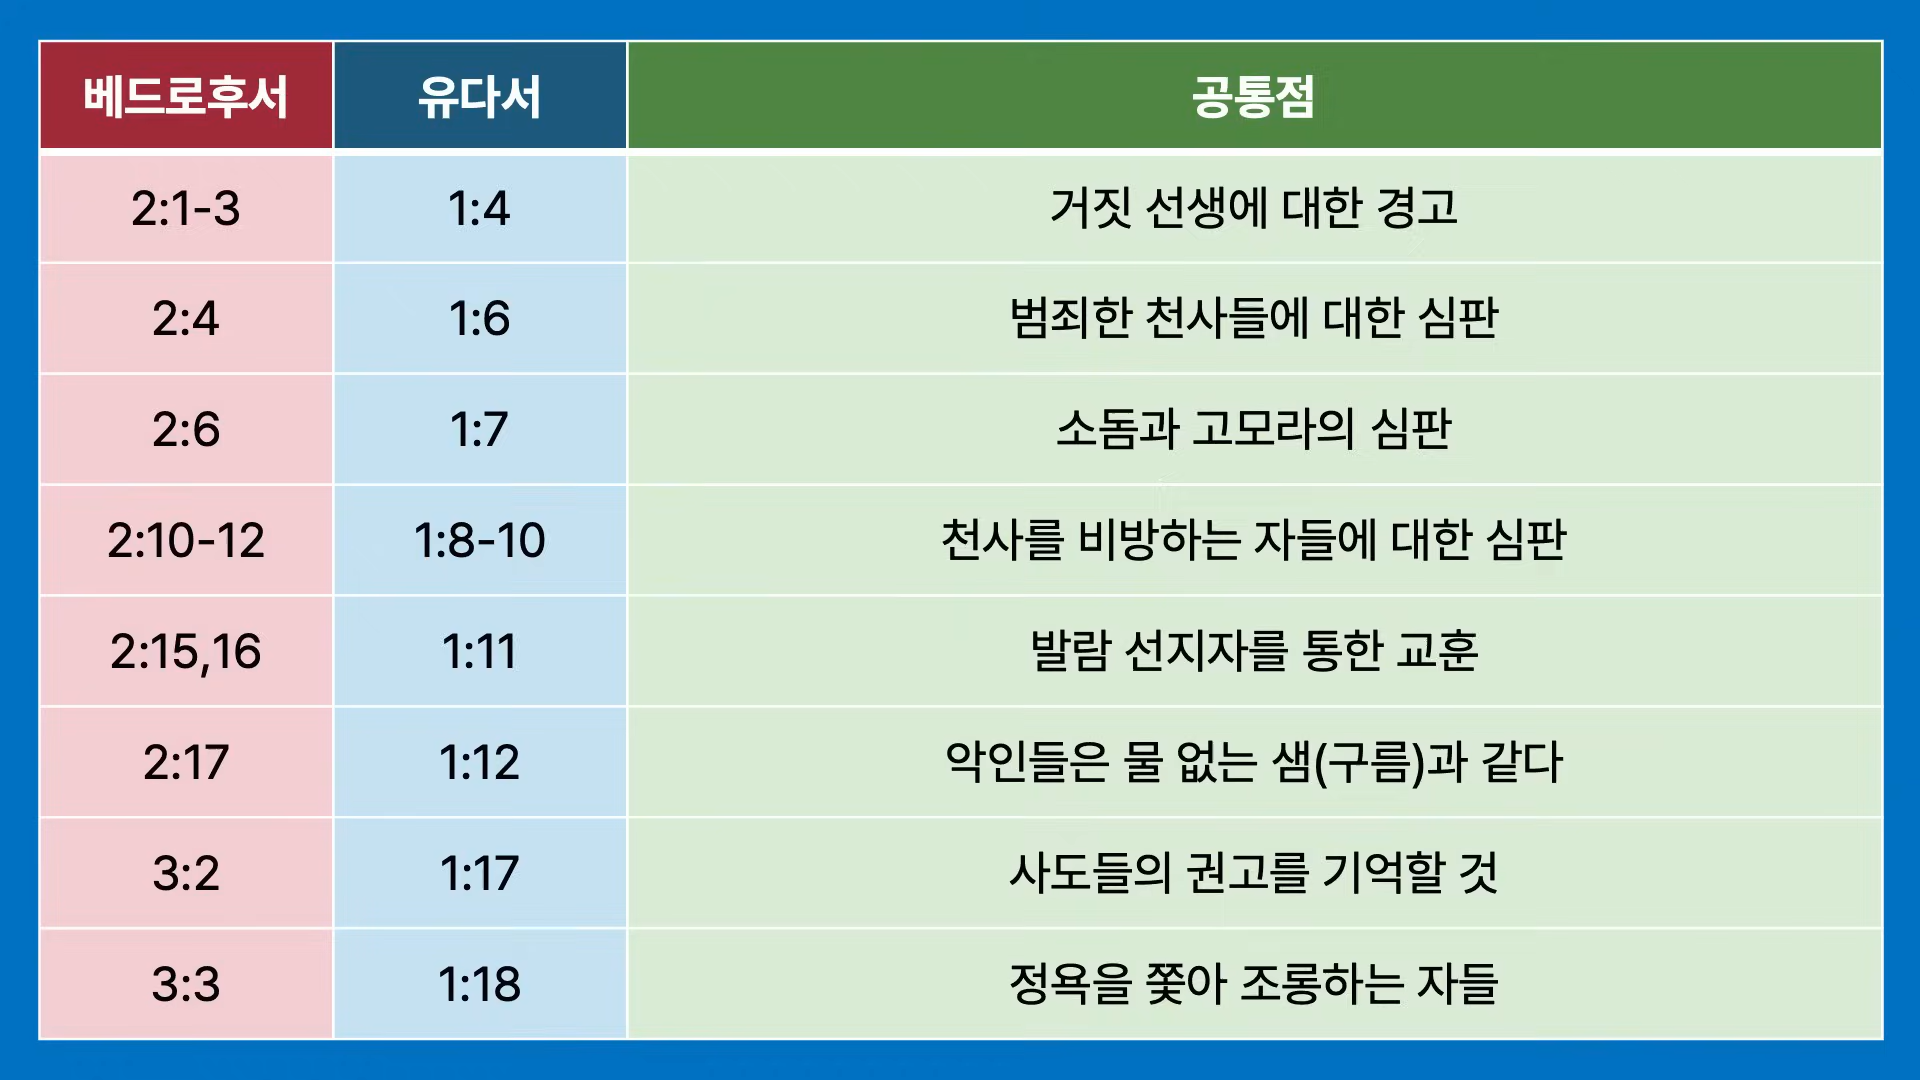 베드로후서 유다서 공통점
2:1-3 1:4 거짓 선생에 대한 경고
2:4 1:6 범죄한 천사들에 대한 심판
2:6 1:7 소돔과 고모라의 심판
2:10-12 1:8-10 천사를 비방하는 자들에 대한 심판
2:15,16 1:11 발람 선지자를 통한 교훈
2:17 1:12 악인들은 물 없는 샘(구름)과 같다
3:2 1:17 사도들의 권고를 기억할 것
3:3 1:18 정욕을 쫓아 조롱하는 자들